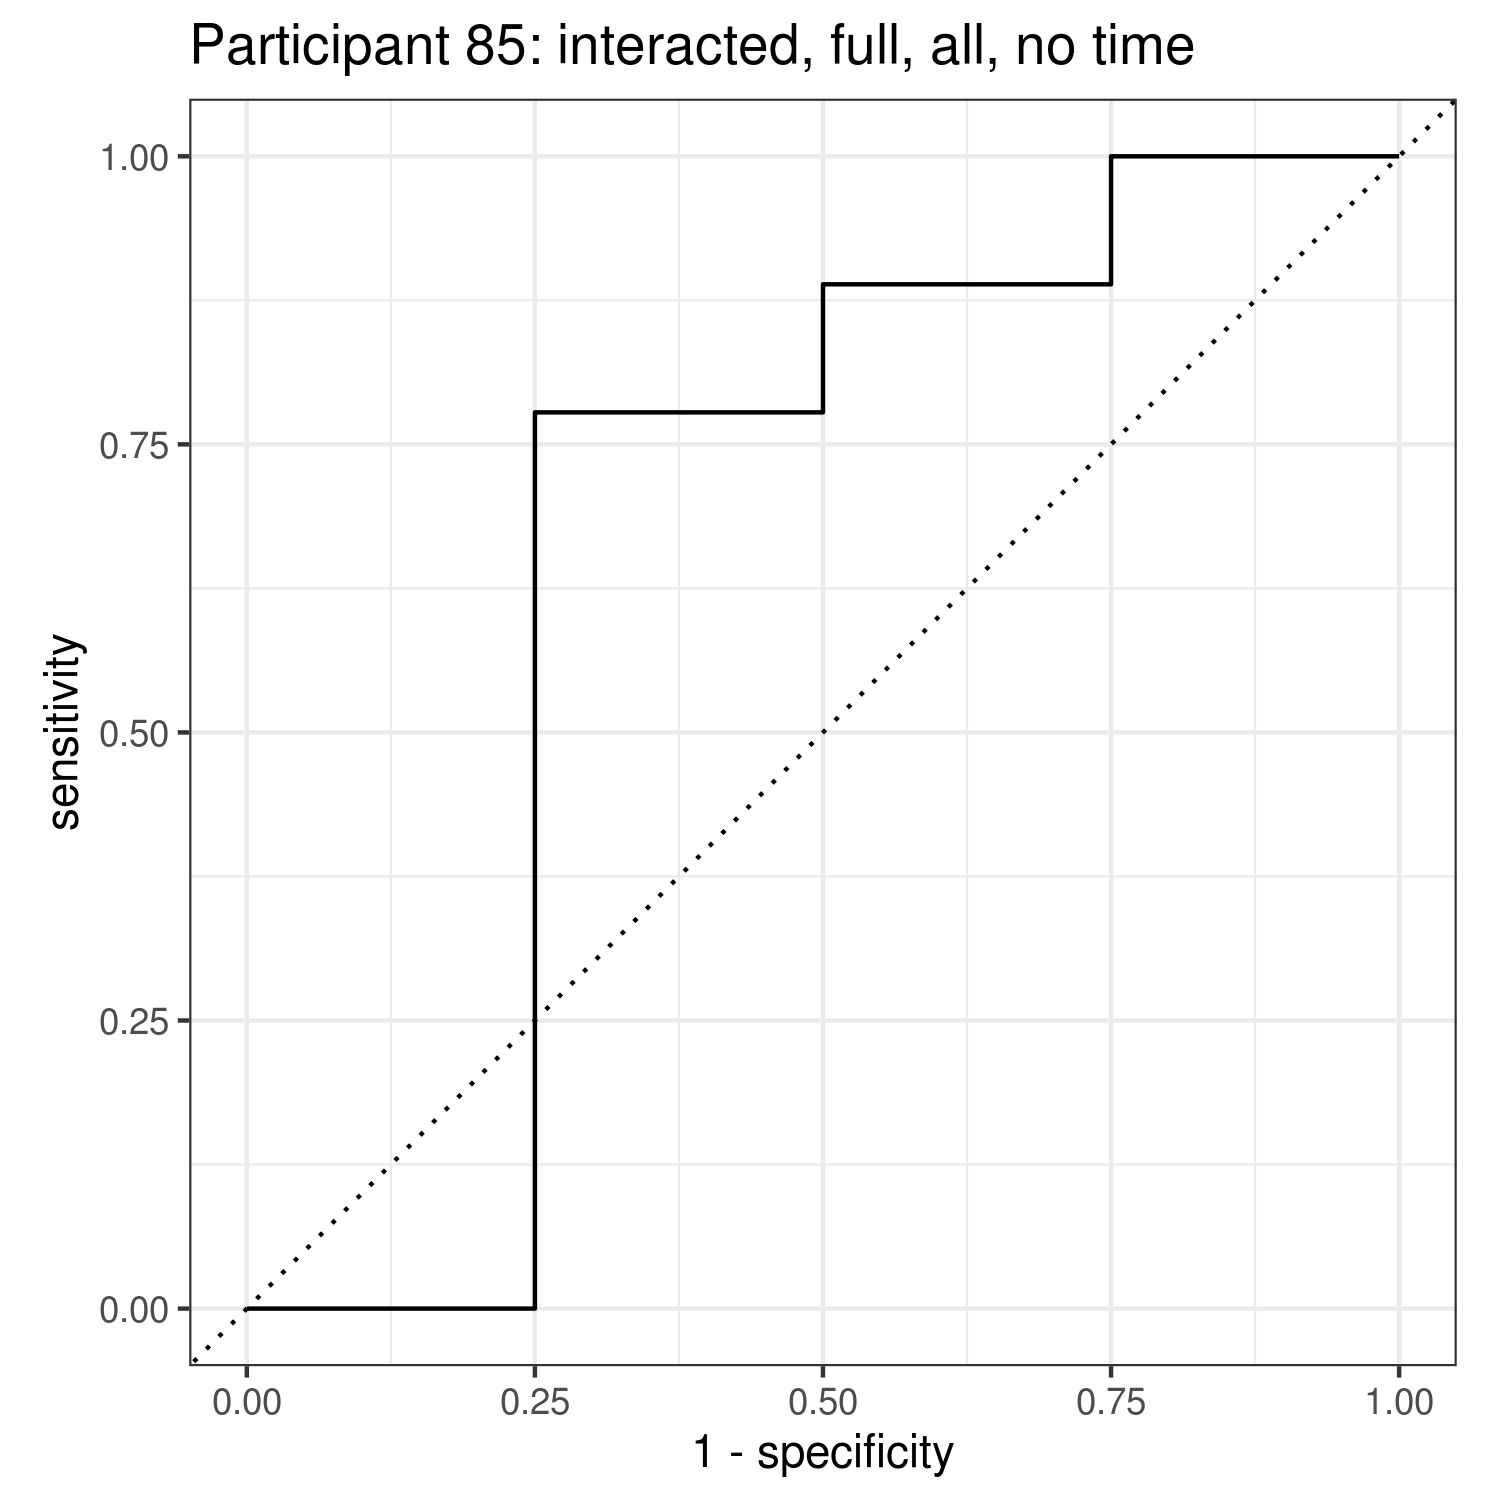 Participant 85: interacted, full, all, no time
1.00
0.75
0.50
0.25
0.00
sensitivity
0.00 0.25 0.50 0.75 1.00
1 - specificity